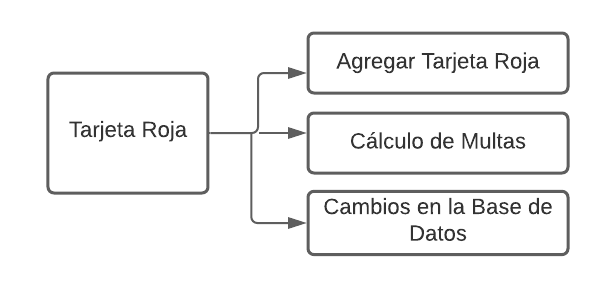 Tarjeta Roja
Agregar Tarjeta Roja
Cálculo de Multas
Cambios en la Base de
Datos